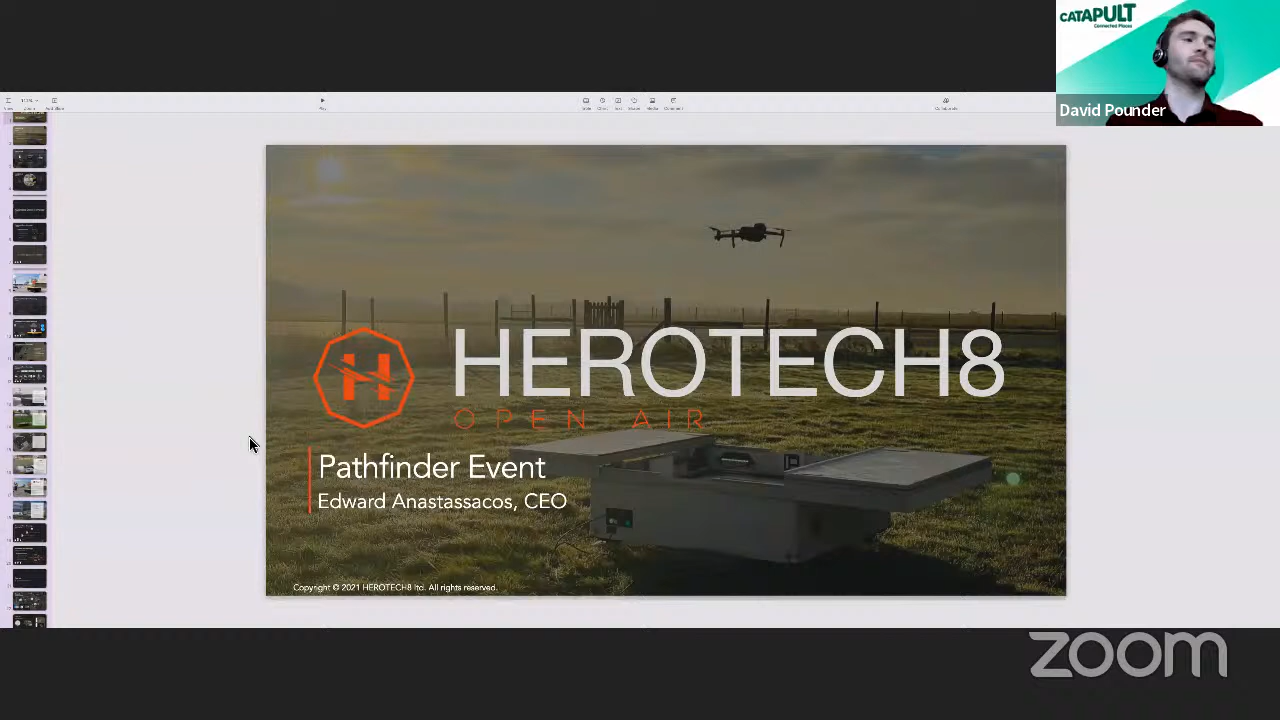 CATAPULT
Connected Places
David Pounder
HEROTECH8
OPEN AIR
Pathfinder Event
Edward Anastassacos, CEO
Copyright © 2021 HEROTECH8 ltd. All rights reserved.
zoom